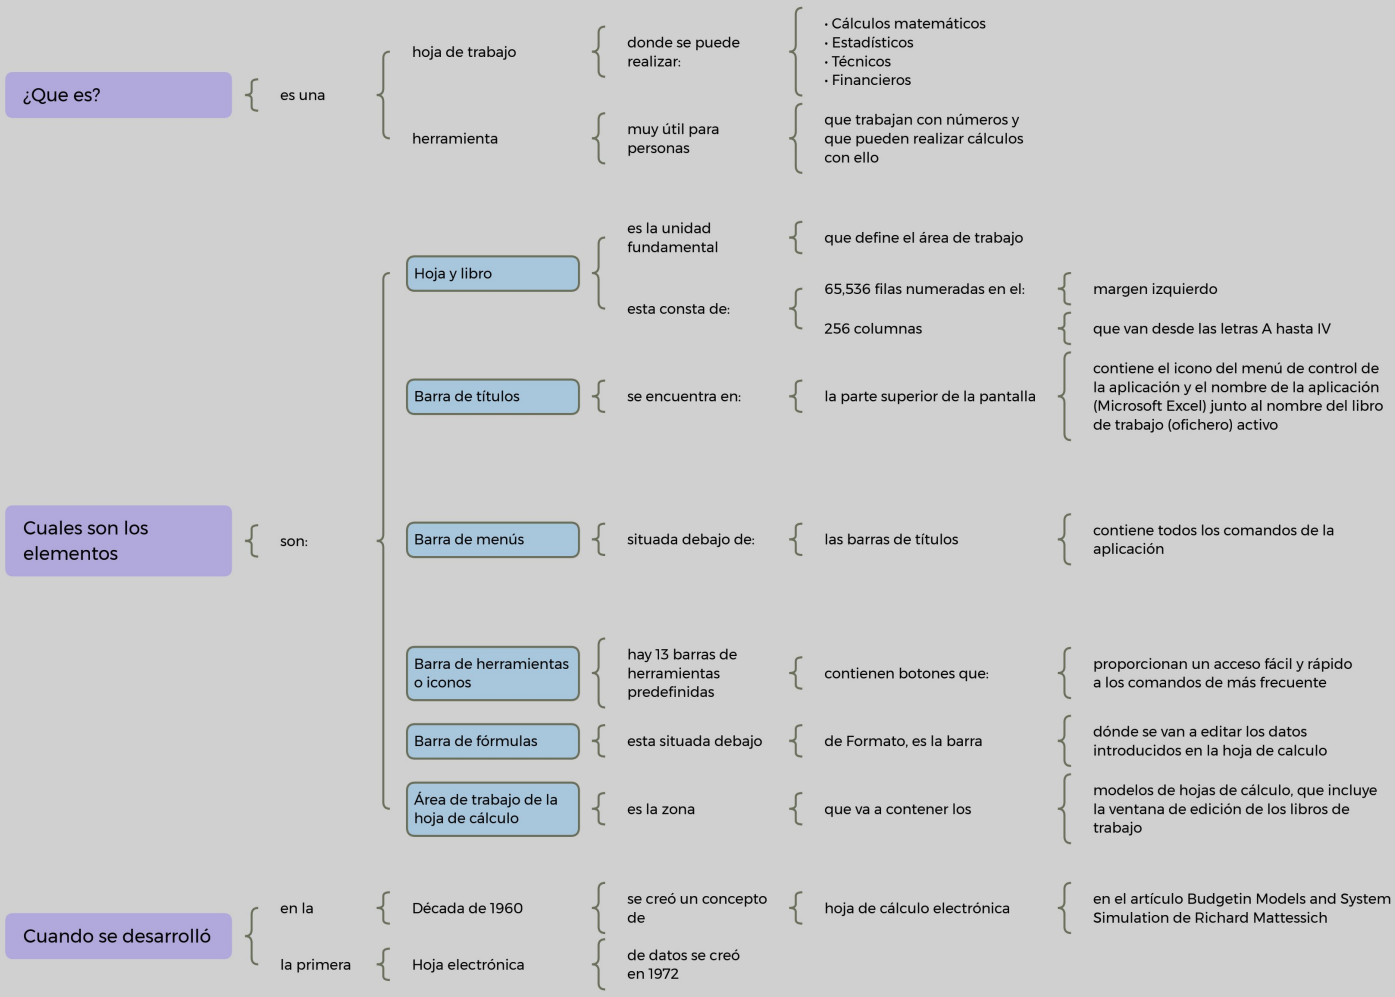 ¿Que es?
es una
hoja de trabajo
donde se puede
realizar:
• Cálculos matemáticos
• Estadísticos
• Técnicos
• Financieros
herramienta
muy útil para
personas
que trabajan con números y
que pueden realizar cálculos
con ello
Cuales son los
elementos
son:
Hoja y libro
es la unidad
fundamental
que define el área de trabajo
esta consta de:
65,536 filas numeradas en el:
margen izquierdo
256 columnas
que van desde las letras A hasta IV
Barra de títulos
se encuentra en:
la parte superior de la pantalla
contiene el icono del menú de control de
la aplicación y el nombre de la aplicación
(Microsoft Excel) junto al nombre del libro
de trabajo (ofichero) activo
Barra de menús
situada debajo de:
las barras de títulos
contiene todos los comandos de la
aplicación
Barra de herramientas
o iconos
hay 13 barras de
herramientas
predefinidas
contienen botones que:
proporcionan un acceso fácil y rápido
a los comandos de más frecuente
Barra de fórmulas
esta situada debajo
de Formato, es la barra
dónde se van a editar los datos
introducidos en la hoja de calculo
Área de trabajo de la
hoja de cálculo
es la zona
que va a contener los
modelos de hojas de cálculo, que incluye
la ventana de edición de los libros de
trabajo
Cuando se desarrolló
en la
Década de 1960
se creó un concepto
de
hoja de cálculo electrónica
en el artículo Budgetin Models and System
Simulation de Richard Mattessich
la primera
Hoja electrónica
de datos se creó
en 1972